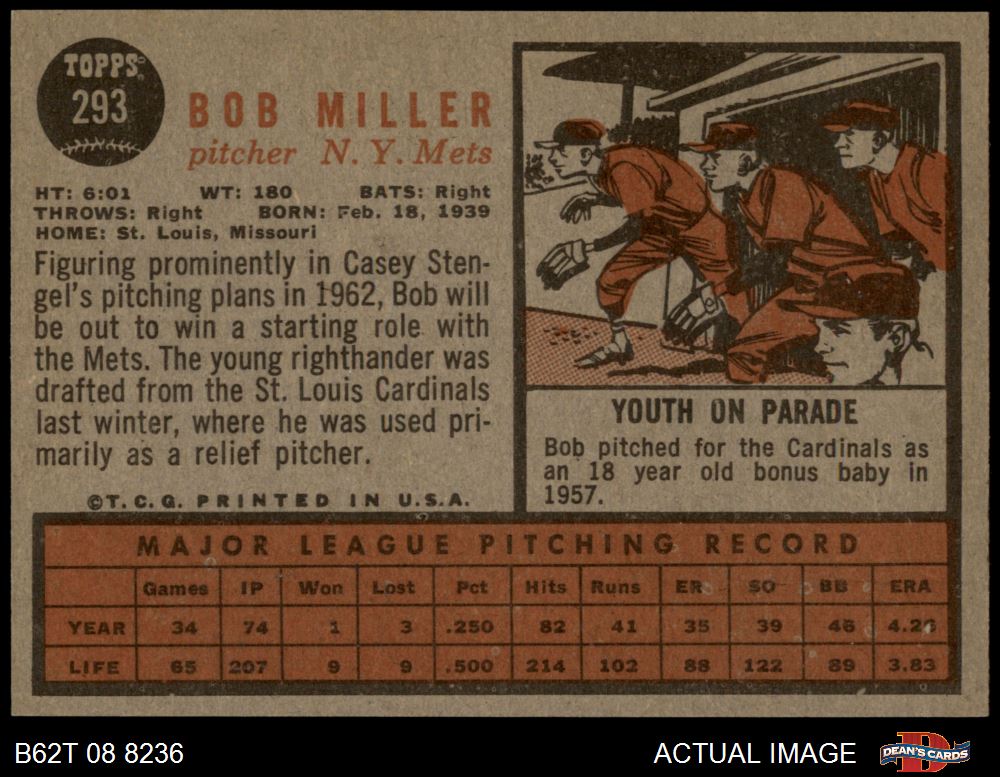 TOPPS
293
BOB MILLER
pitcher N. Y. Mets
HT: 6:01 WT: 180 BATS: Right
THROWS: Right BORN: Feb. 18, 1939
HOME: St. Louis, Missouri
Figuring prominently in Casey Sten-
gel's pitching plans in 1962, Bob will
be out to win a starting role with
the Mets. The young righthander was
drafted from the St. Louis Cardinals
last winter, where he was used pri-
marily as a relief pitcher.
©T. C. G. PRINTED IN U.S.A.
YOUTH ON PARADE
Bob pitched for the Cardinals as
an 18 year old bonus baby in
1957.
MAJOR LEAGUE PITCHING RECORD
Games IP Won Lost Pct Hits Runs ER SO BB ERA
YEAR 34 74 1 3 .250 82 41 35 39 46 4.26
LIFE 65 207 9 9 .500 214 102 88 122 89 3.83
B62T 08 8236
ACTUAL IMAGE
DEAN'S CARDS